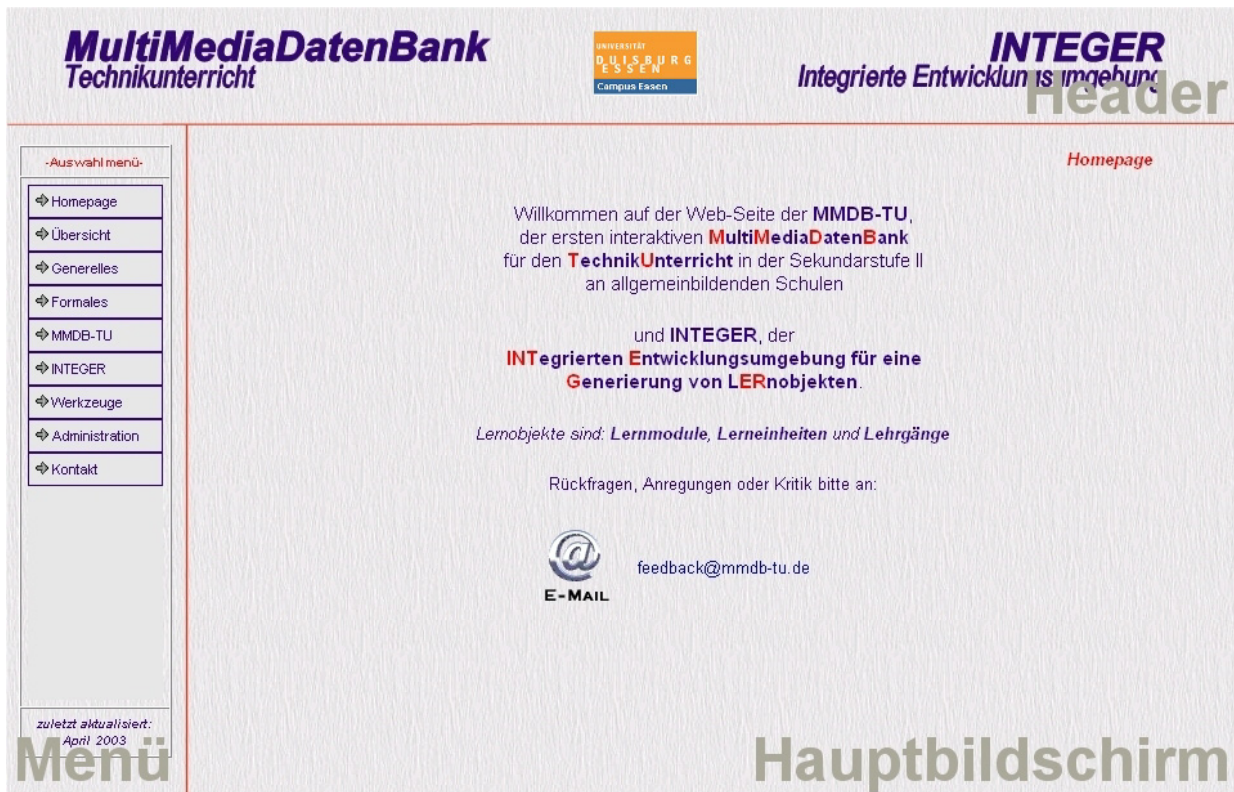 MultiMediaDatenBank
Technikunterricht
UNIVERSITÄT
DUISBURG
ESSEN
Campus Essen
INTEGER
Integrierte Entwicklungsumgebung
Header
-Auswahlmenü-
Homepage
Übersicht
Generelles
Formales
MMDB-TU
INTEGER
Werkzeuge
Administration
Kontakt
zuletzt aktualisiert:
April 2003
Menü
Homepage
Willkommen auf der Web-Seite der MMDB-TU,
der ersten interaktiven MultiMediaDatenBank
für den TechnikUnterricht in der Sekundarstufe II
an allgemeinbildenden Schulen
und INTEGER, der
INTegrierten Entwicklungsumgebung für eine
Generierung von LERnobjekten.
Lernobjekte sind: Lernmodule, Lerneinheiten und Lehrgänge
Rückfragen, Anregungen oder Kritik bitte an:
@
E-MAIL
feedback@mmdb-tu.de
Hauptbildschirm